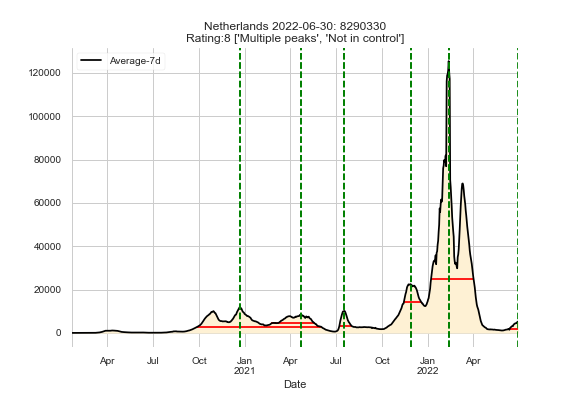 Netherlands 2022-06-30: 8290330
Rating:8 ['Multiple peaks', 'Not in control']
Average-7d
120000
100000
80000
60000
40000
20000
0
Apr Jul Oct Jan Apr Jul Oct Jan Apr
2021 2022
Date